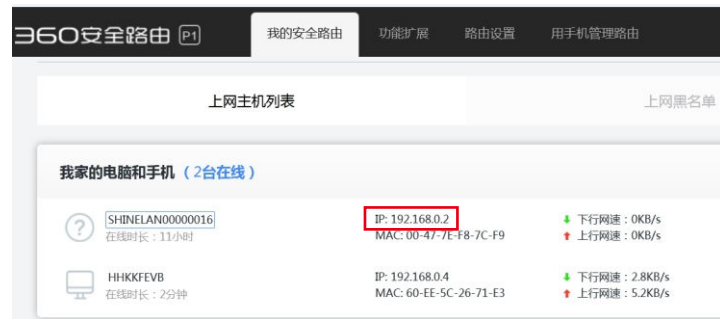 360安全路由 P1 我的安全路由 功能扩展 路由设置 用手机管理路由
上网主机列表 上网黑名单
我家的电脑和手机（2台在线）
SHINELAN00000016 IP: 192.168.0.2 下行网速：0KB/s
在线时长：11小时 MAC: 00-47-7E-F8-7C-F9 上行网速：0KB/s
HHKKFEVB IP: 192.168.0.4 下行网速：2.8KB/s
在线时长：2分钟 MAC: 60-EE-5C-26-71-E3 上行网速：5.2KB/s